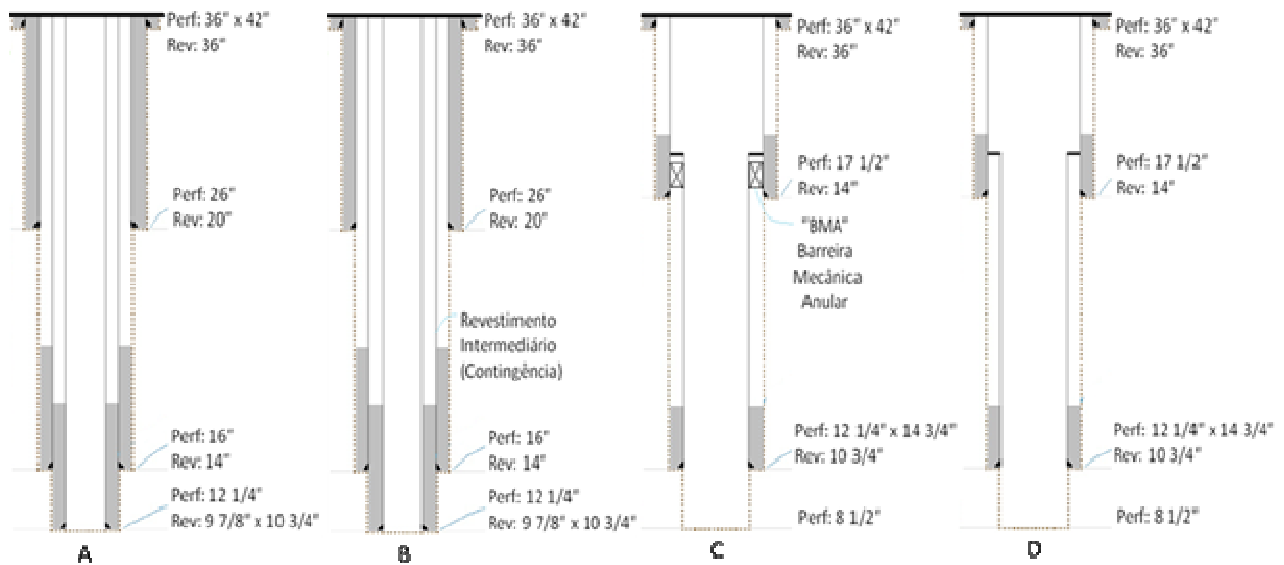 Perf: 36” x 42”
Rev: 36”
Perf: 26”
Rev: 20”
Perf: 16”
Rev: 14”
Perf: 12 1/4”
Rev: 9 7/8” x 10 3/4”
A
Perf: 36” x 42”
Rev: 36”
Perf: 26”
Rev: 20”
Revestimento
Intermediário
(Contingência)
Perf: 16”
Rev: 14”
Perf: 12 1/4”
Rev: 9 7/8” x 10 3/4”
B
Perf: 36” x 42”
Rev: 36”
Perf: 17 1/2”
Rev: 14”
“BMA”
Barreira
Mecânica
Anular
Perf: 12 1/4” x 14 3/4”
Rev: 10 3/4”
Perf: 8 1/2”
C
Perf: 36” x 42”
Rev: 36”
Perf: 17 1/2”
Rev: 14”
Perf: 12 1/4” x 14 3/4”
Rev: 10 3/4”
Perf: 8 1/2”
D